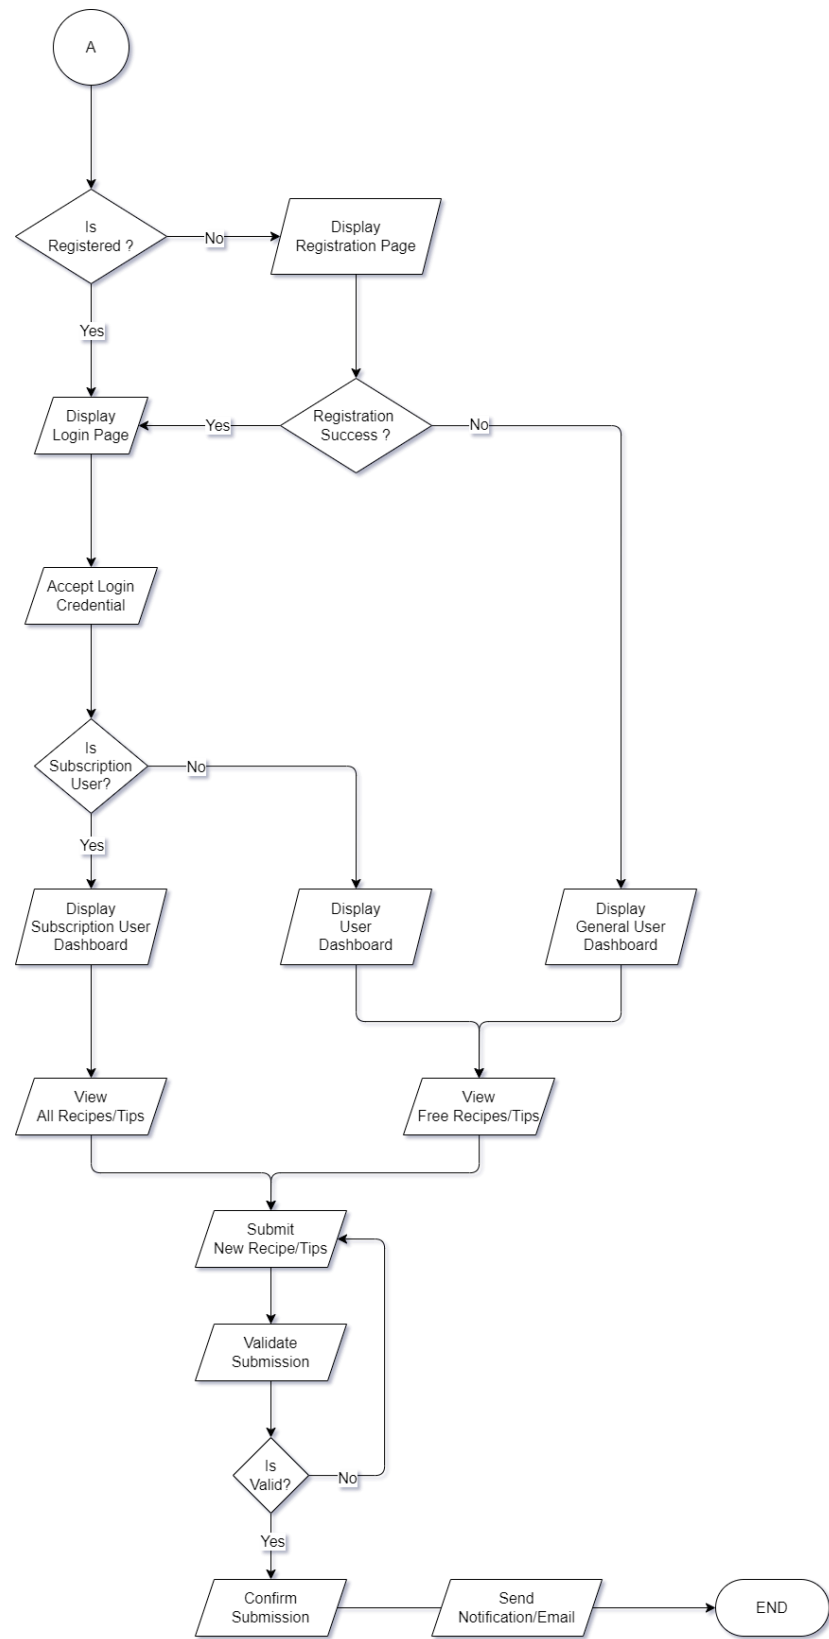 A
Is
Registered ?
No
Display
Registration Page
Yes
Display
Login Page
Yes
Registration
Success ?
No
Accept Login
Credential
Is
Subscription
User?
No
Yes
Display
Subscription User
Dashboard
Display
User
Dashboard
Display
General User
Dashboard
View
All Recipes/Tips
View
Free Recipes/Tips
Submit
New Recipe/Tips
Validate
Submission
Is
Valid?
No
Yes
Confirm
Submission
Send
Notification/Email
END